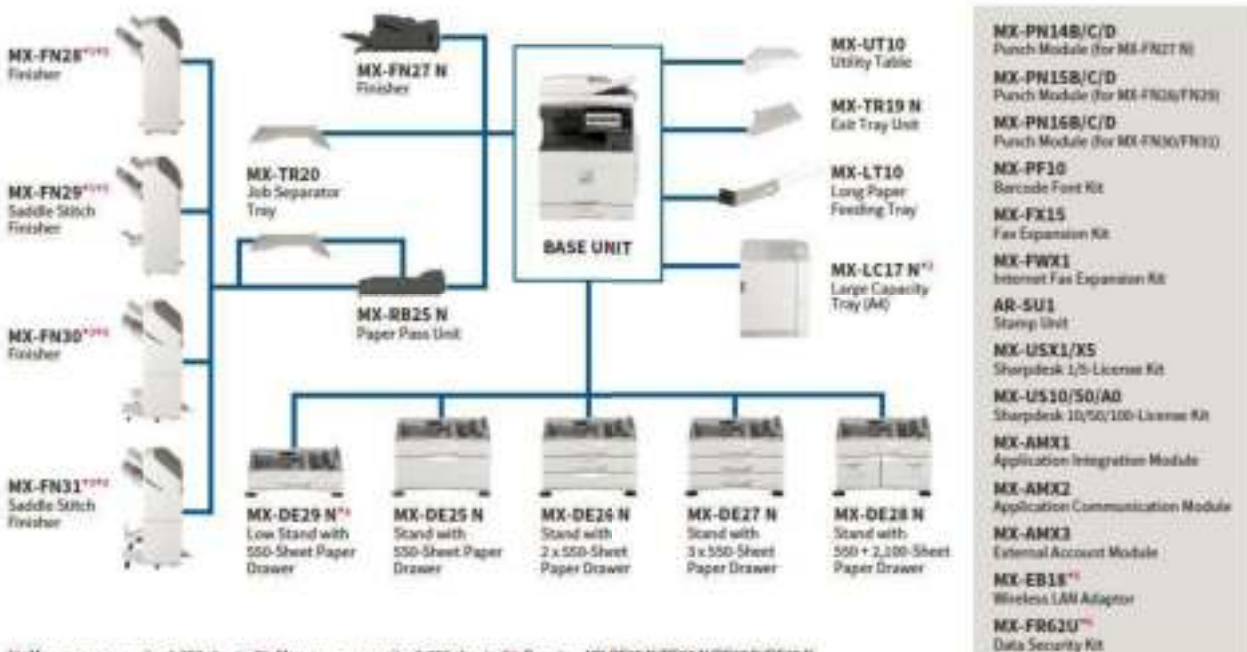 MX-FN28
Finisher
MX-FN27 N
Finisher
MX-TR20
Job Separator
Tray
MX-FN29
Saddle Stitch
Finisher
MX-RB25 N
Paper Pass Unit
MX-FN30
Finisher
MX-FN31
Saddle Stitch
Finisher
BASE UNIT
MX-UT10
Utility Table
MX-TR19 N
Exit Tray Unit
MX-LT10
Long Paper
Feeding Tray
MX-LC17 N
Large Capacity
Tray (A4)
MX-DE29 N
Low Stand with
550-Sheet Paper
Drawer
MX-DE25 N
Stand with
550-Sheet Paper
Drawer
MX-DE26 N
Stand with
2 x 550-Sheet
Paper Drawer
MX-DE27 N
Stand with
3 x 550-Sheet
Paper Drawer
MX-DE28 N
Stand with
550 + 2,100-Sheet
Paper Drawer
MX-PN14B/C/D
Punch Module (for MX-FN27 N)
MX-PN15B/C/D
Punch Module (for MX-FN28/FN29)
MX-PN16B/C/D
Punch Module (for MX-FN30/FN31)
MX-PF10
Barcode Font Kit
MX-FX15
Fax Expansion Kit
MX-FWX1
Internet Fax Expansion Kit
AR-SU1
Stamp Unit
MX-USX1/X5
Sharpdesk 1/5-License Kit
MX-US10/50/A0
Sharpdesk 10/50/100-License Kit
MX-AMX1
Application Integration Module
MX-AMX2
Application Communication Module
MX-AMX3
External Account Module
MX-EB18
Wireless LAN Adaptor
MX-FR62U
Data Security Kit